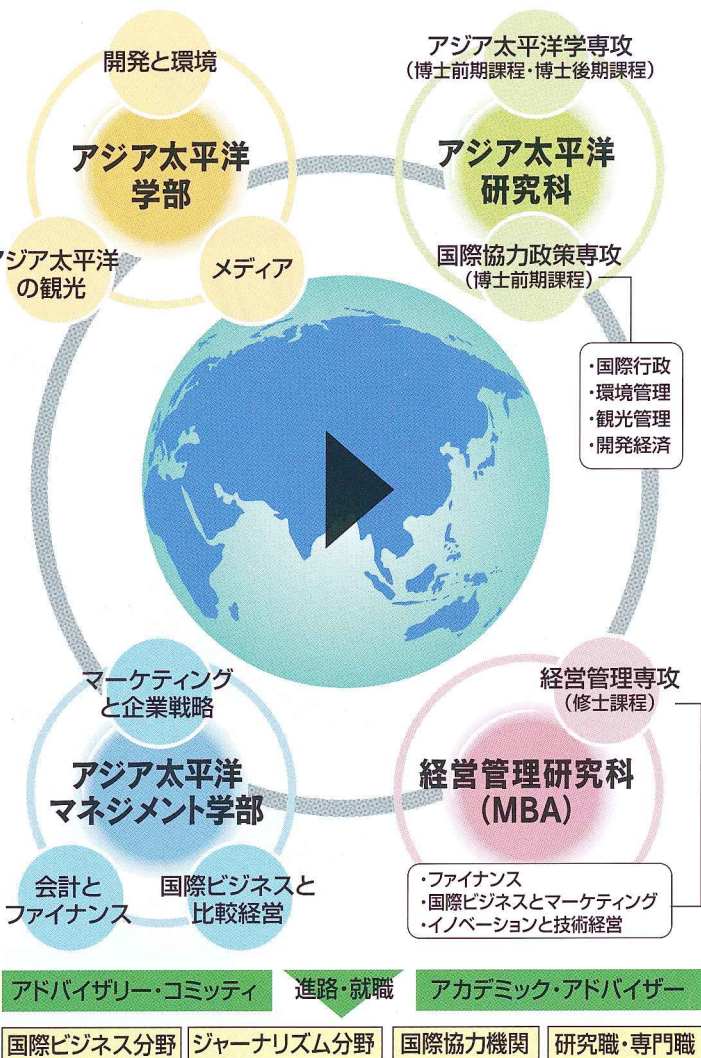 開発と環境
アジア太平洋
学部
アジア太平洋
の観光
メディア
アジア太平洋学専攻
(博士前期課程・博士後期課程)
アジア太平洋
研究科
国際協力政策専攻
(博士前期課程)
・国際行政
・環境管理
・観光管理
・開発経済
マーケティング
と企業戦略
アジア太平洋
マネジメント学部
会計と
ファイナンス
国際ビジネスと
比較経営
経営管理専攻
(修士課程)
経営管理研究科
(MBA)
・ファイナンス
・国際ビジネスとマーケティング
・イノベーションと技術経営
アドバイザリー・コミッティ
進路・就職
アカデミック・アドバイザー
国際ビジネス分野
ジャーナリズム分野
国際協力機関
研究職・専門職